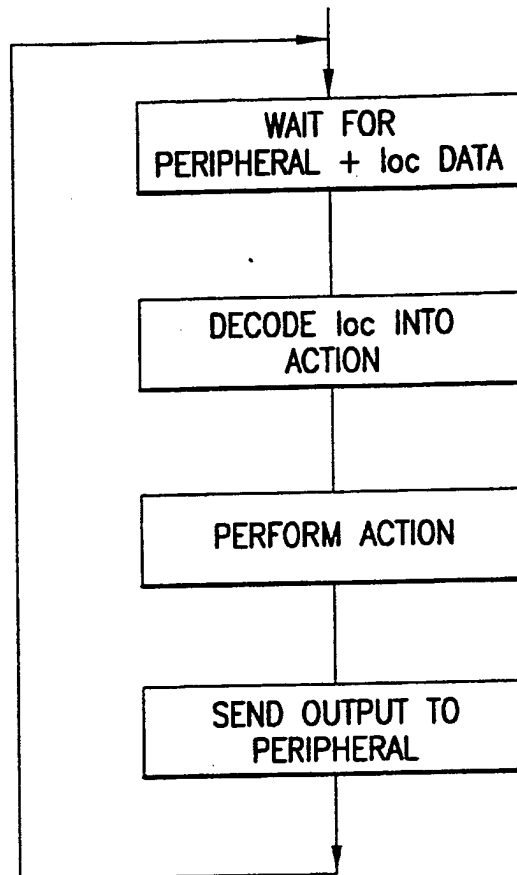 WAIT FOR
PERIPHERAL + loc DATA
DECODE loc INTO
ACTION
PERFORM ACTION
SEND OUTPUT TO
PERIPHERAL